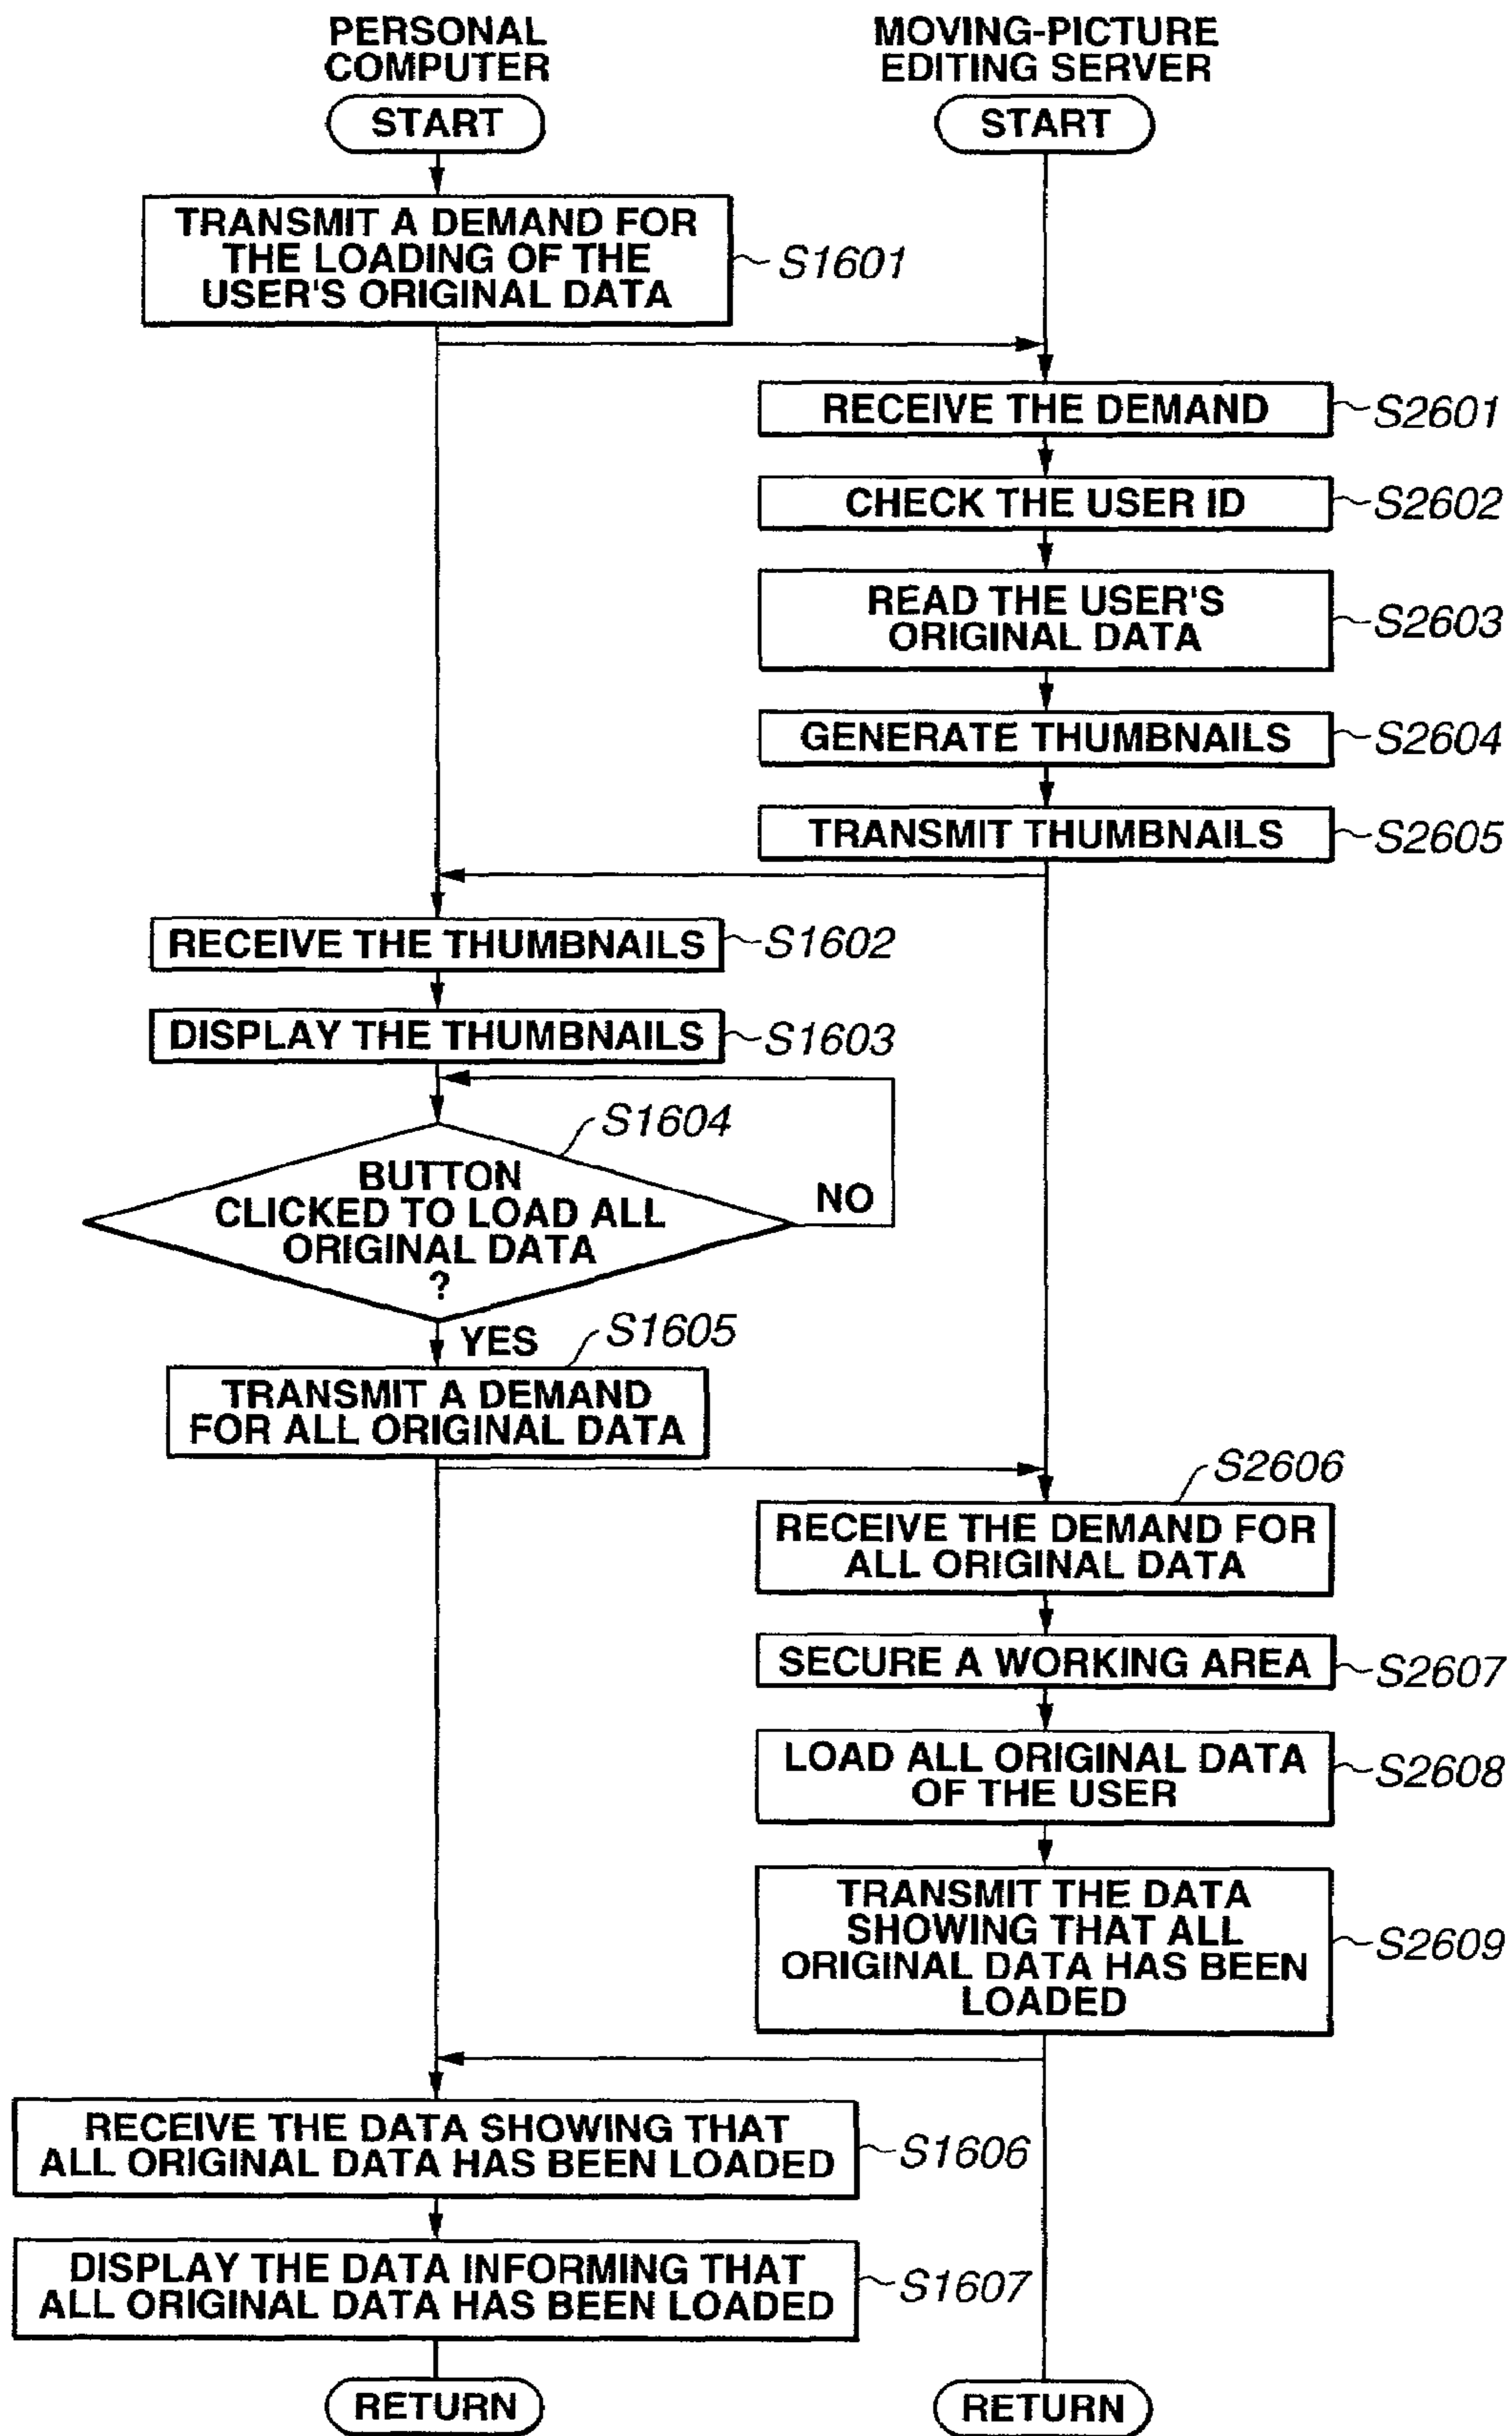 PERSONAL
COMPUTER
MOVING-PICTURE
EDITING SERVER
START
START
TRANSMIT A DEMAND FOR
THE LOADING OF THE
USER'S ORIGINAL DATA
S1601
RECEIVE THE DEMAND
S2601
CHECK THE USER ID
S2602
READ THE USER'S
ORIGINAL DATA
S2603
GENERATE THUMBNAILS
S2604
TRANSMIT THUMBNAILS
S2605
RECEIVE THE THUMBNAILS
S1602
DISPLAY THE THUMBNAILS
S1603
S1604
BUTTON
CLICKED TO LOAD ALL
ORIGINAL DATA
?
NO
YES
S1605
TRANSMIT A DEMAND
FOR ALL ORIGINAL DATA
S2606
RECEIVE THE DEMAND FOR
ALL ORIGINAL DATA
SECURE A WORKING AREA
S2607
LOAD ALL ORIGINAL DATA
OF THE USER
S2608
TRANSMIT THE DATA
SHOWING THAT ALL
ORIGINAL DATA HAS BEEN
LOADED
S2609
RECEIVE THE DATA SHOWING THAT
ALL ORIGINAL DATA HAS BEEN LOADED
S1606
DISPLAY THE DATA INFORMING THAT
ALL ORIGINAL DATA HAS BEEN LOADED
S1607
RETURN
RETURN